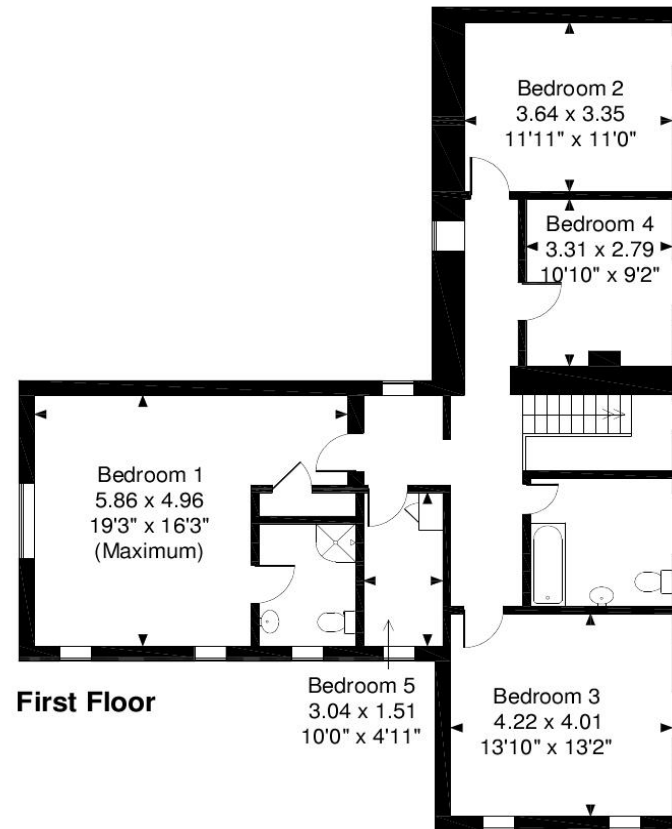 Bedroom 2
3.64 x 3.35
11'11" x 11'0"
Bedroom 4
3.31 x 2.79
10'10" x 9'2"
Bedroom 1
5.86 x 4.96
19'3" x 16'3"
(Maximum)
First Floor
Bedroom 5
3.04 x 1.51
10'0" x 4'11"
Bedroom 3
4.22 x 4.01
13'10" x 13'2"